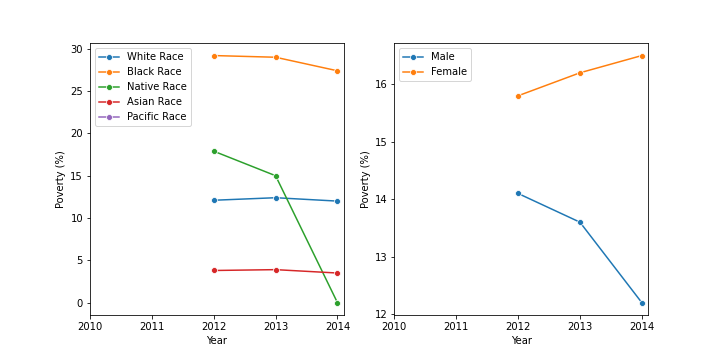 White Race
Black Race
Native Race
Asian Race
Pacific Race
30
25
20
15
10
5
0
Poverty (%)
2010 2011 2012 2013 2014
Year
Male
Female
16
15
14
13
12
Poverty (%)
2010 2011 2012 2013 2014
Year